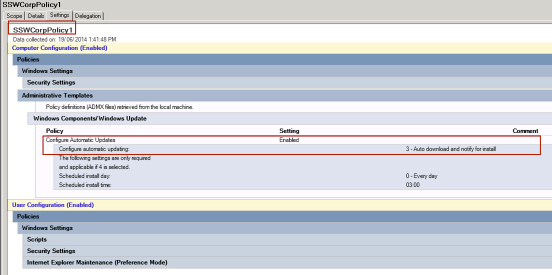 SSWCorpPolicy1
Scope Details Settings Delegation
SSWCorpPolicy1
Data collected on: 19/06/2014 1:41:48 PM
Computer Configuration (Enabled)
Policies
Windows Settings
Security Settings
Administrative Templates
Policy definitions (ADMX files) retrieved from the local machine.
Windows Components/Windows Update
Policy Setting Comment
Configure Automatic Updates Enabled
Configure automatic updating: 3 - Auto download and notify for install
The following settings are only required
and applicable if 4 is selected.
Scheduled install day: 0 - Every day
Scheduled install time: 03:00
User Configuration (Enabled)
Policies
Windows Settings
Scripts
Security Settings
Internet Explorer Maintenance (Preference Mode)